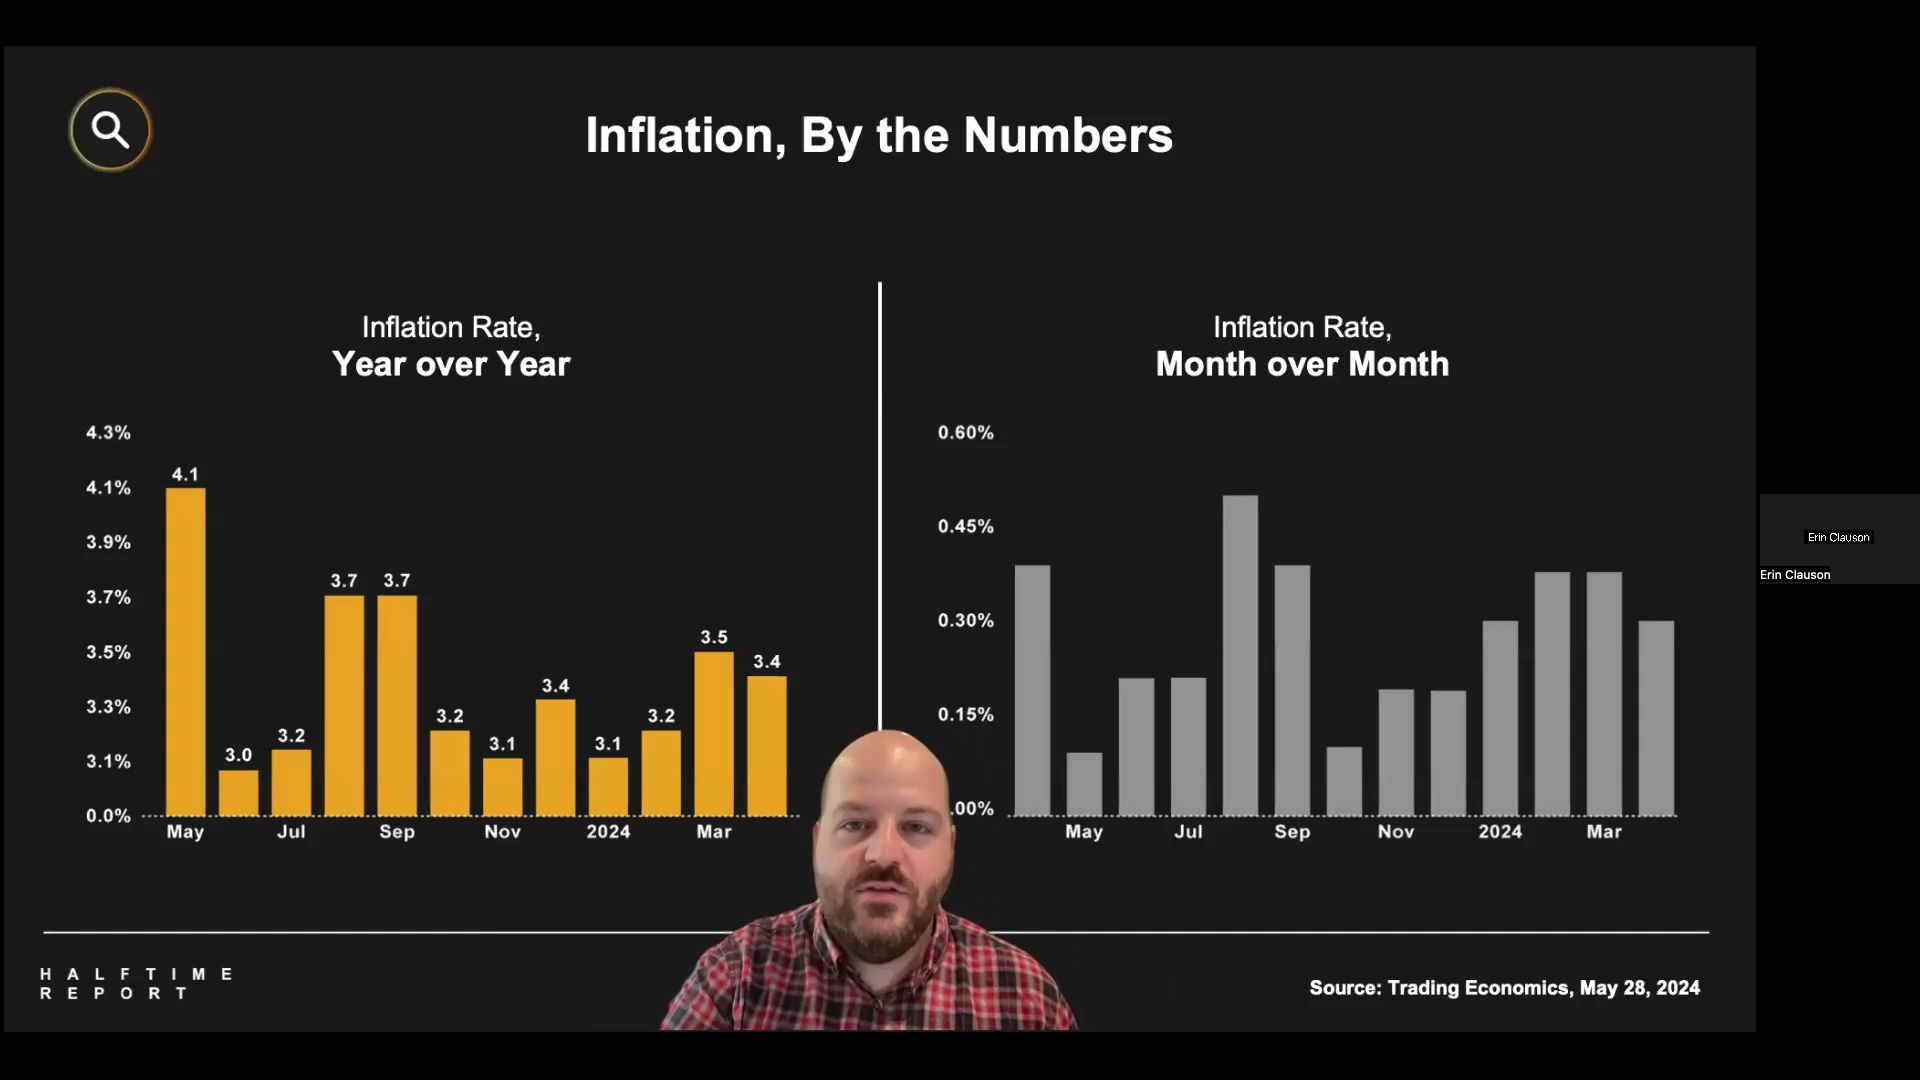 Inflation, By the Numbers
Inflation Rate,
Year over Year
4.3%
4.1%
3.9%
3.7%
3.5%
3.3%
3.1%
0.0%
4.1
3.0
3.2
3.7
3.7
3.2
3.1
3.4
3.1
3.2
3.5
3.4
May Jul Sep Nov 2024 Mar
Inflation Rate,
Month over Month
0.60%
0.45%
0.30%
0.15%
.00%
May Jul Sep Nov 2024 Mar
Erin Clauson
Erin Clauson
HALFTIME
REPORT
Source: Trading Economics, May 28, 2024